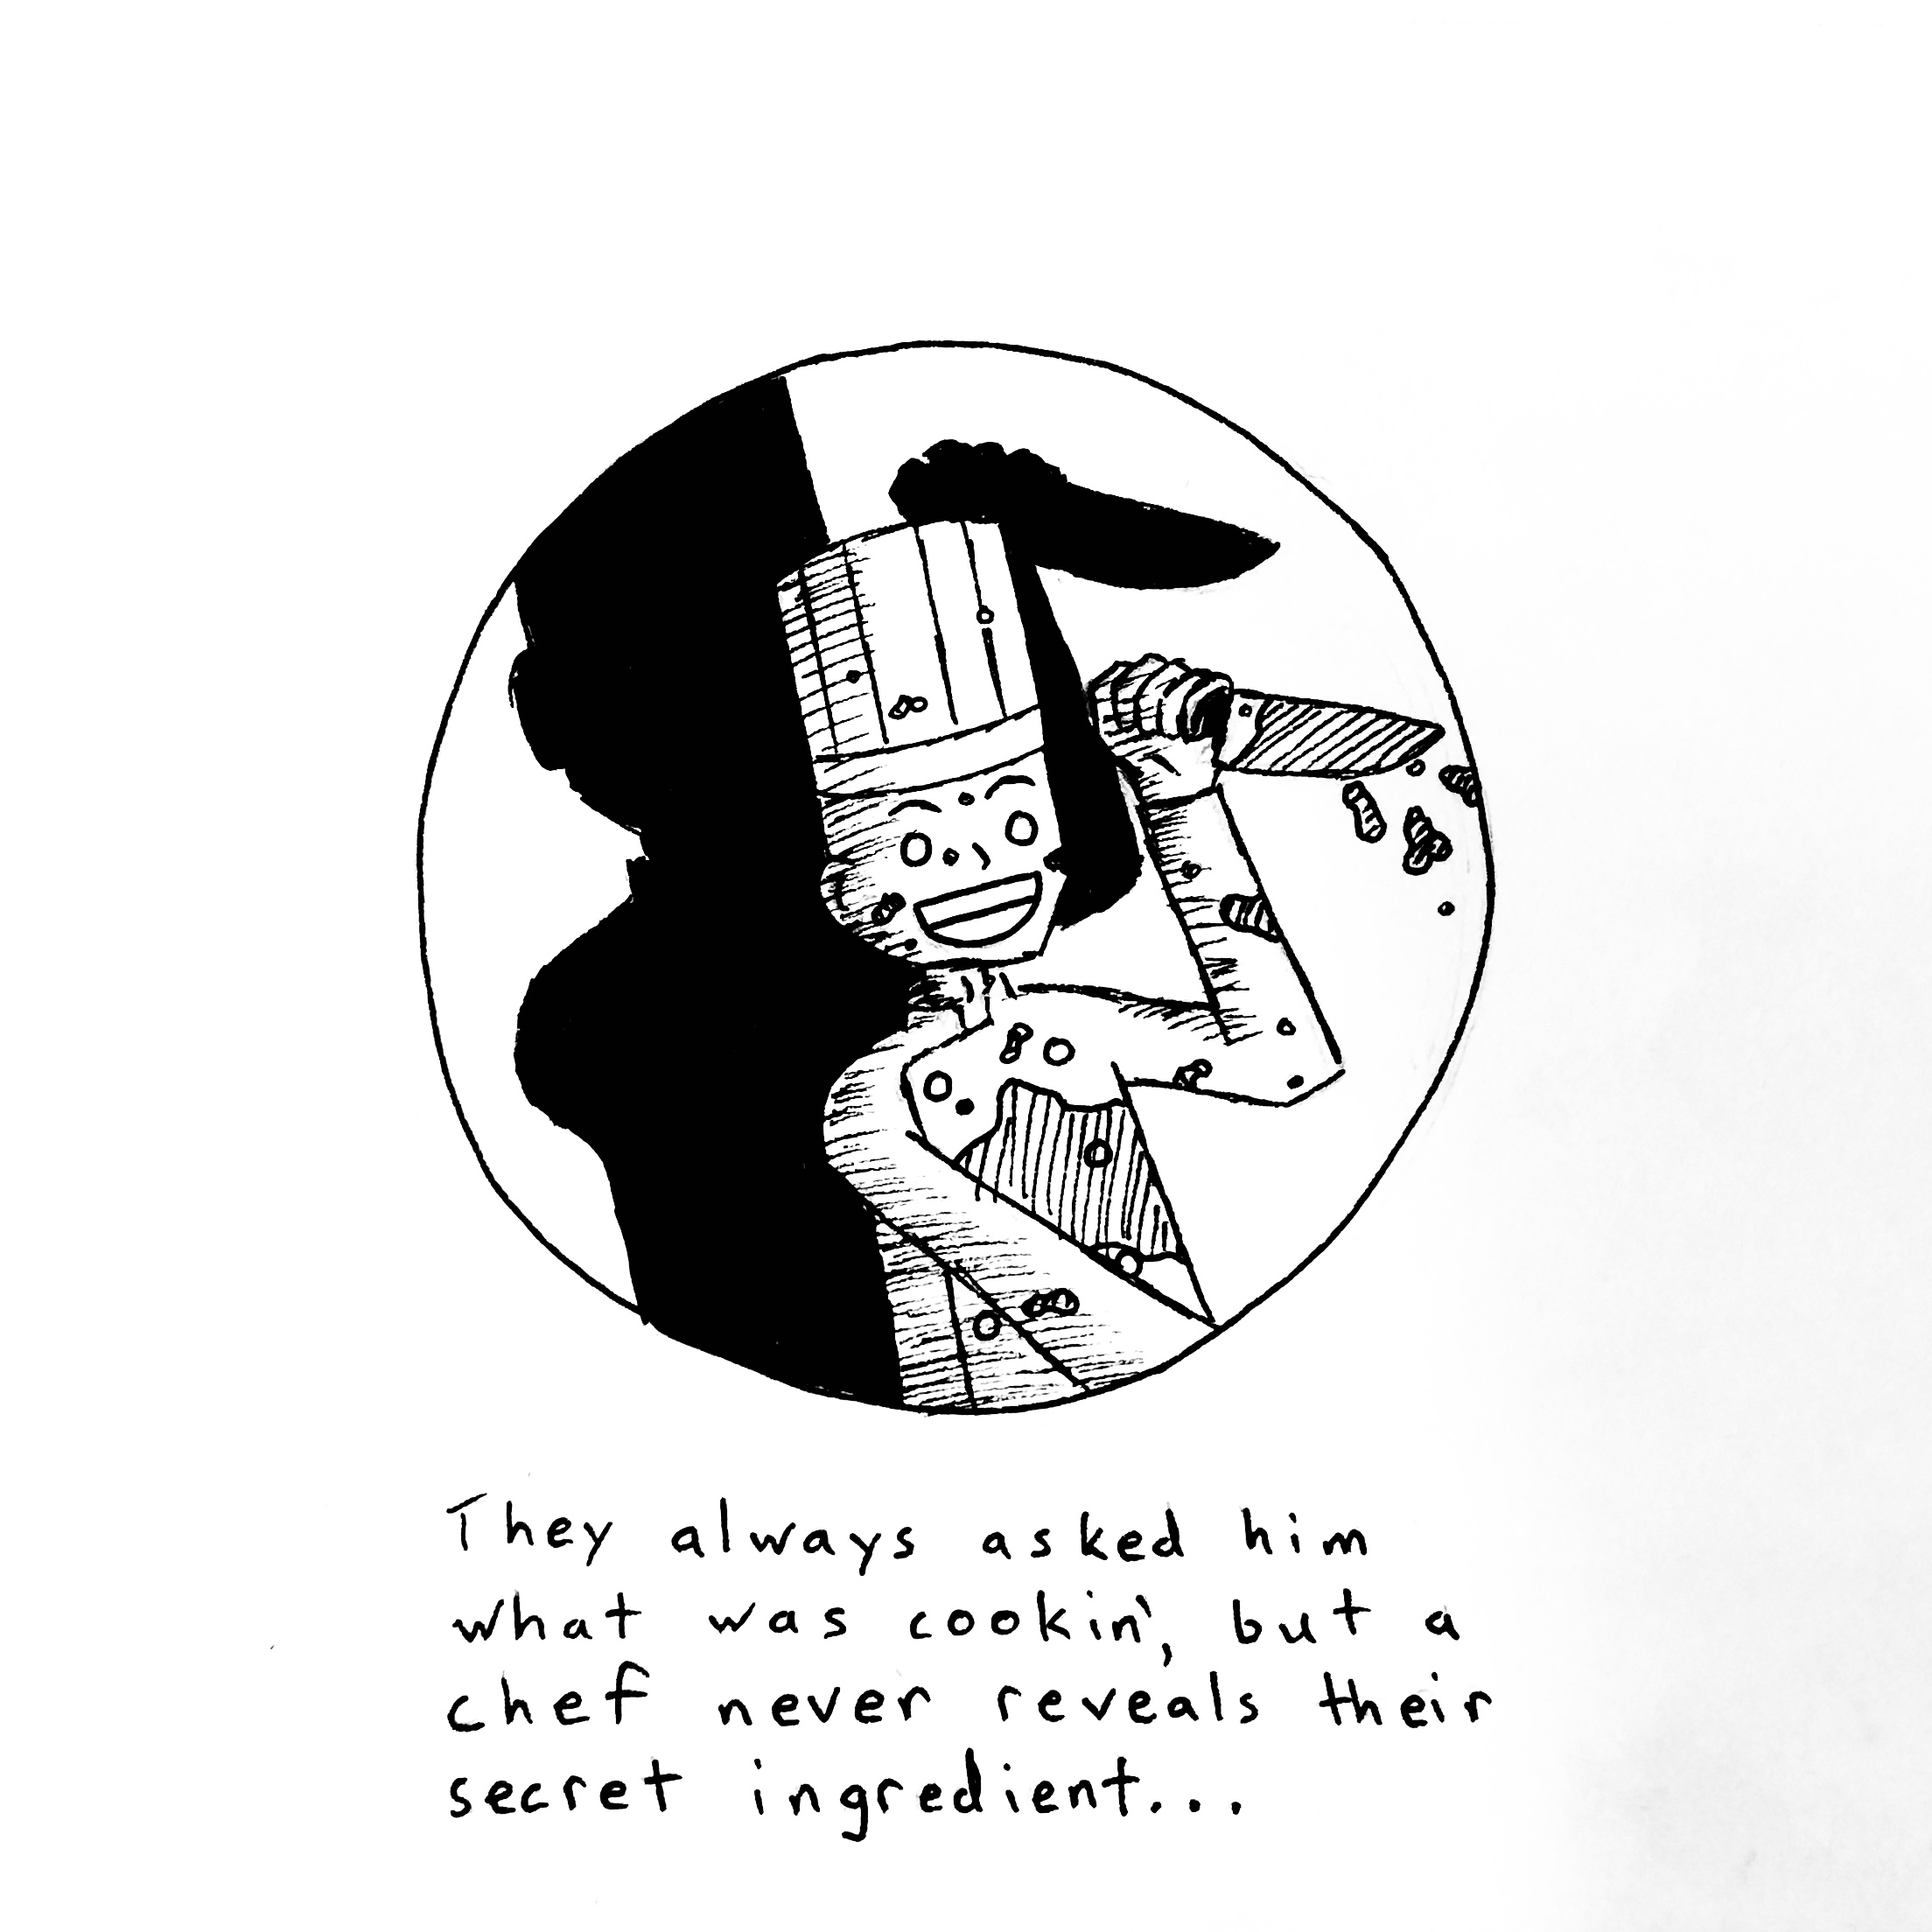 They always asked him
what was cookin', but a
chef never reveals their
secret ingredient...